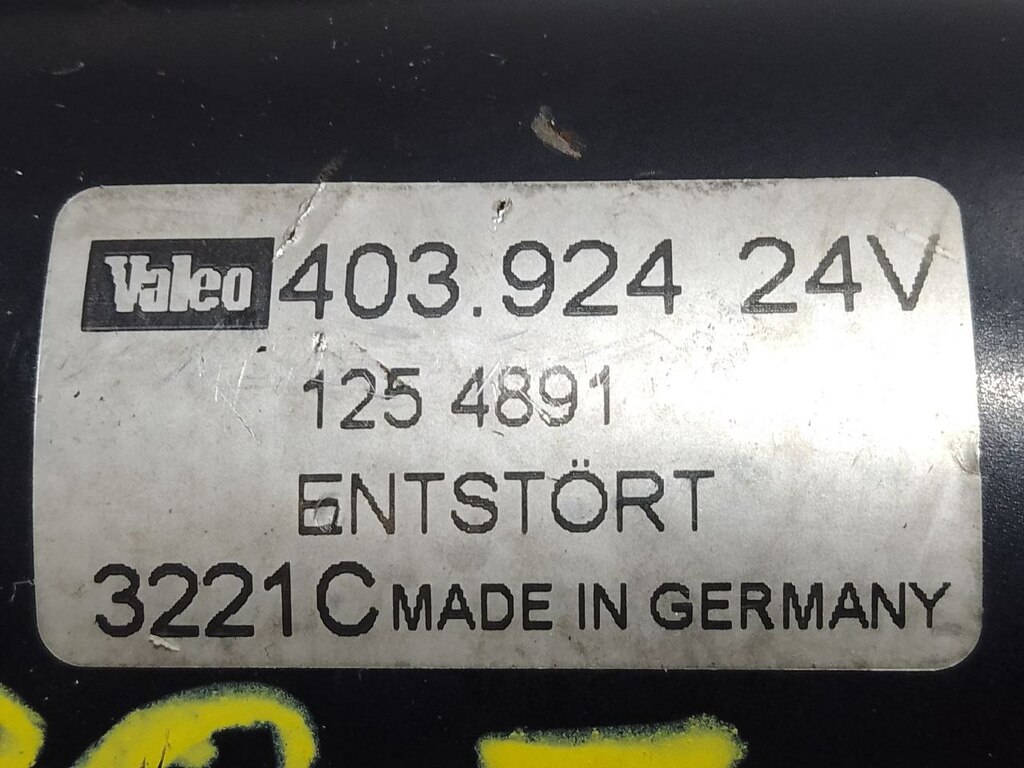 Valeo 403.924 24V
125 4891
ENTSTÖRT
3221C MADE IN GERMANY